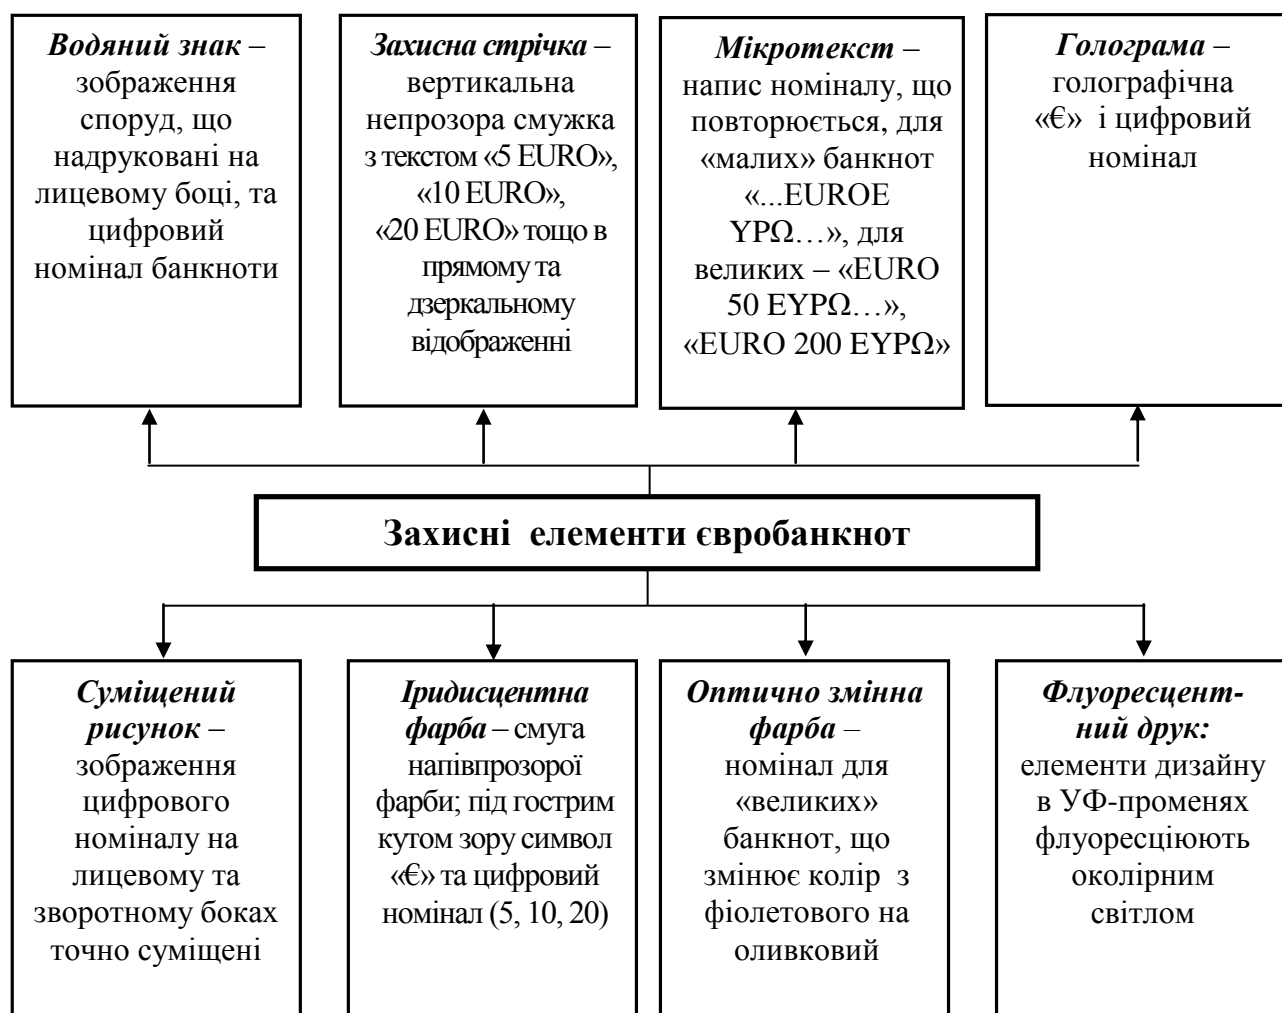 Водяний знак –
зображення
споруд, що
надруковані на
лицевому боці, та
цифровий
номінал банкноти
Захисна стрічка –
вертикальна
непрозора смужка
з текстом «5 EURO»,
«10 EURO»,
«20 EURO» тощо в
прямому та
дзеркальному
відображенні
Мікротекст –
напис номіналу, що
повторюється, для
«малих» банкнот
«...EUROE
ΥΡΩ…», для
великих – «EURO
50 ΕΥΡΩ…»,
«EURO 200 ΕΥΡΩ»
Голограма –
голографічна
«€» і цифровий
номінал
Захисні елементи євробанкнот
Суміщений
рисунок –
зображення
цифрового
номіналу на
лицевому та
зворотному боках
точно суміщені
Іридисцентна
фарба – смуга
напівпрозорої
фарби; під гострим
кутом зору символ
«€» та цифровий
номінал (5, 10, 20)
Оптично змінна
фарба –
номінал для
«великих»
банкнот, що
змінює колір з
фіолетового на
оливковий
Флуоресцент-
ний друк:
елементи дизайну
в УФ-променях
флуоресціюють
околірним
світлом